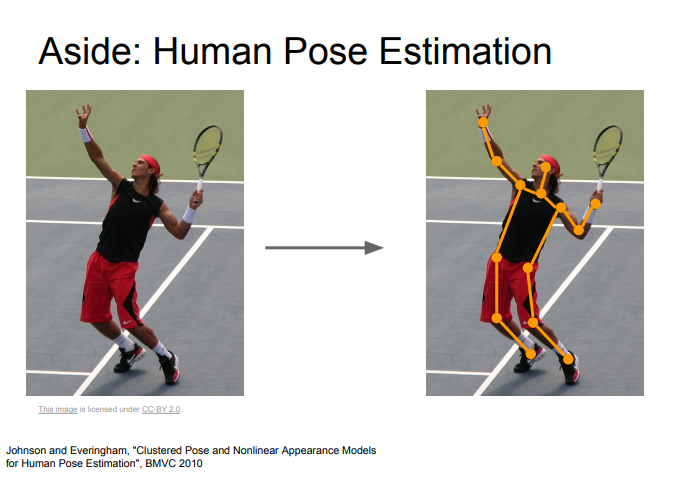 Aside: Human Pose Estimation
This image is licensed under CC-BY 2.0.
Johnson and Everingham, "Clustered Pose and Nonlinear Appearance Models
for Human Pose Estimation", BMVC 2010